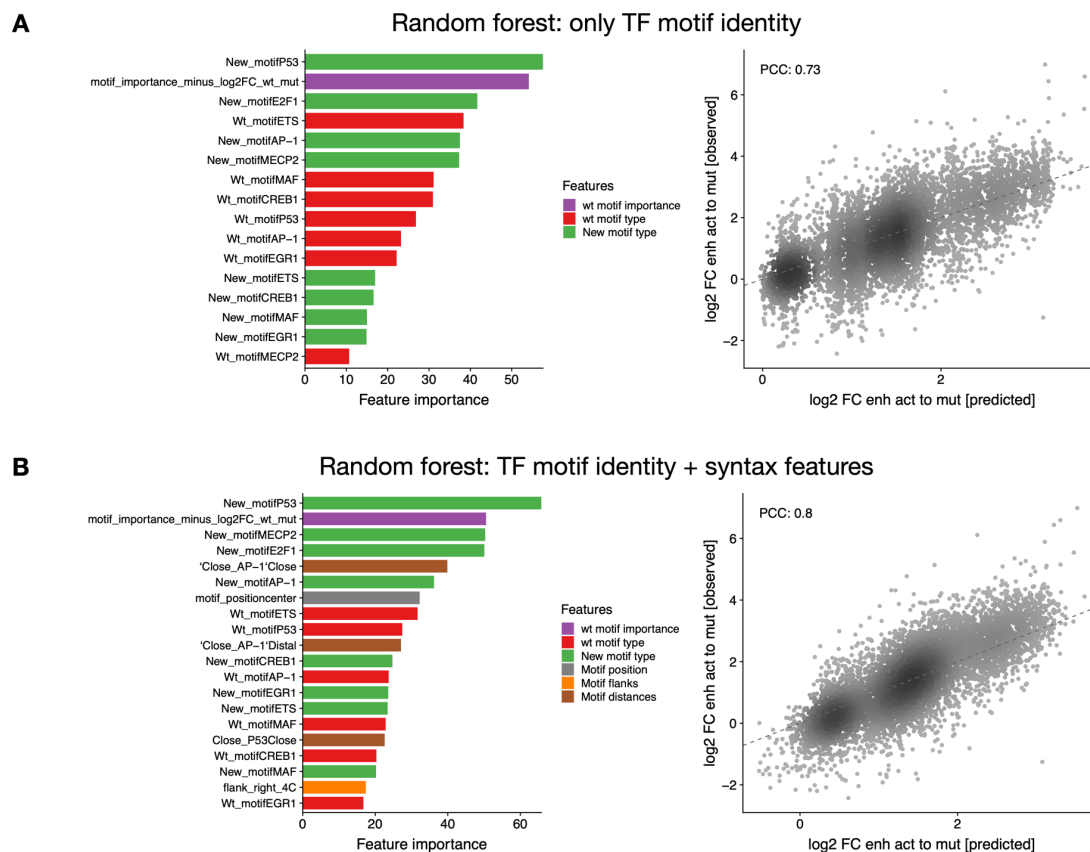 A
Random forest: only TF motif identity
New_motifP53
motif_importance_minus_log2FC_wt_mut
New_motifE2F1
Wt_motifETS
New_motifAP-1
New_motifMECP2
Wt_motifMAF
Wt_motifCREB1
Wt_motifP53
Wt_motifAP-1
Wt_motifEGR1
New_motifETS
New_motifCREB1
New_motifMAF
New_motifEGR1
Wt_motifMECP2
0 10 20 30 40 50
Feature importance
Features
wt motif importance
wt motif type
New motif type
PCC: 0.73
6
4
2
0
−2
log2 FC enh act to mut [observed]
0 2
log2 FC enh act to mut [predicted]
B
Random forest: TF motif identity + syntax features
New_motifP53
motif_importance_minus_log2FC_wt_mut
New_motifMECP2
New_motifE2F1
‘Close_AP−1’Close
New_motifAP-1
motif_positioncenter
Wt_motifETS
Wt_motifP53
‘Close_AP−1’Distal
New_motifCREB1
Wt_motifAP-1
New_motifEGR1
New_motifETS
Wt_motifMAF
Close_P53Close
Wt_motifCREB1
New_motifMAF
flank_right_4C
Wt_motifEGR1
0 20 40 60
Feature importance
Features
wt motif importance
wt motif type
New motif type
Motif position
Motif flanks
Motif distances
PCC: 0.8
6
4
2
0
−2
log2 FC enh act to mut [observed]
0 2
log2 FC enh act to mut [predicted]